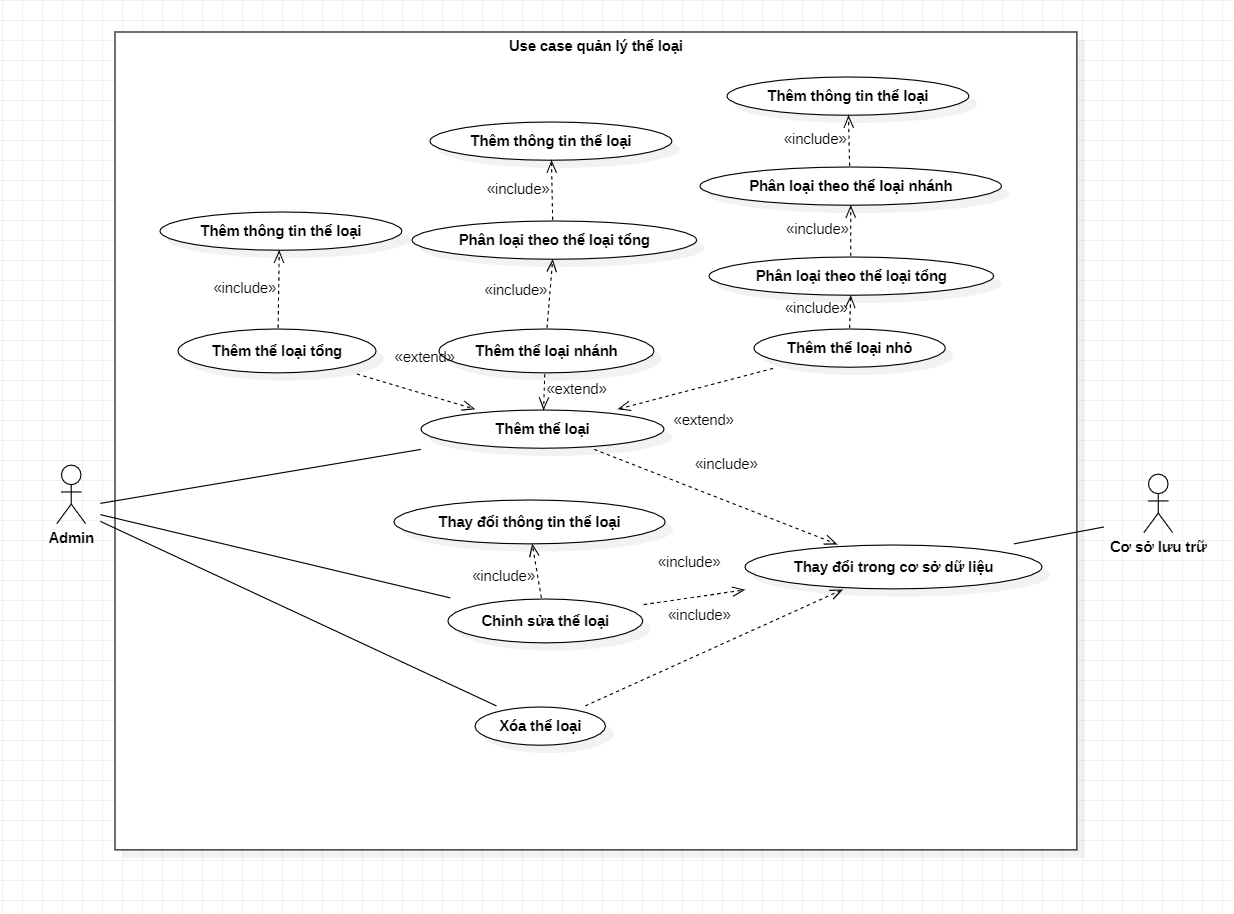 Use case quản lý thể loại
Thêm thông tin thể loại
«include»
Thêm thông tin thể loại
Phân loại theo thể loại nhánh
«include»
«include»
Thêm thông tin thể loại
Phân loại theo thể loại tổng
Phân loại theo thể loại tổng
«include»
«include»
«include»
Thêm thể loại tổng
«extend»
Thêm thể loại nhánh
Thêm thể loại nhỏ
«extend»
«extend»
Thêm thể loại
«include»
Thay đổi thông tin thể loại
Admin
Cơ sở lưu trữ
«include»
Thay đổi trong cơ sở dữ liệu
«include»
«include»
Chỉnh sửa thể loại
Xóa thể loại